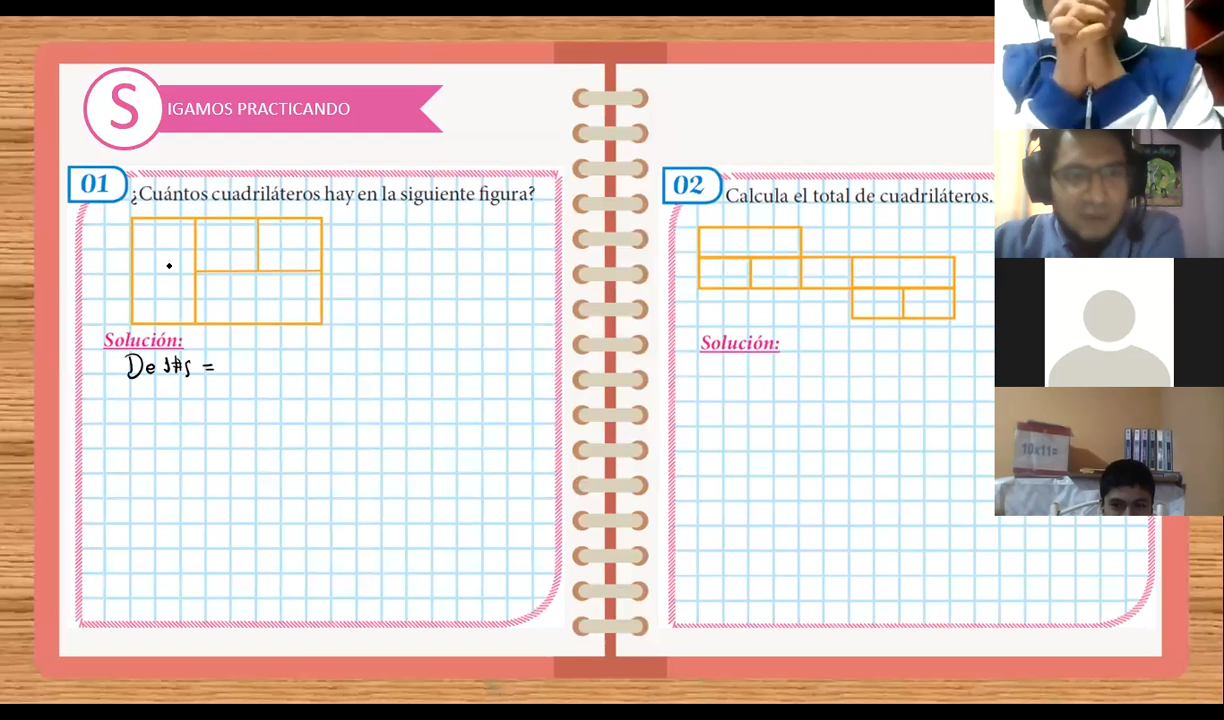 S IGAMOS PRACTICANDO
01 ¿Cuántos cuadriláteros hay en la siguiente figura?
Solución:
De 1#s =
02 Calcula el total de cuadriláteros.
Solución:
10x11=